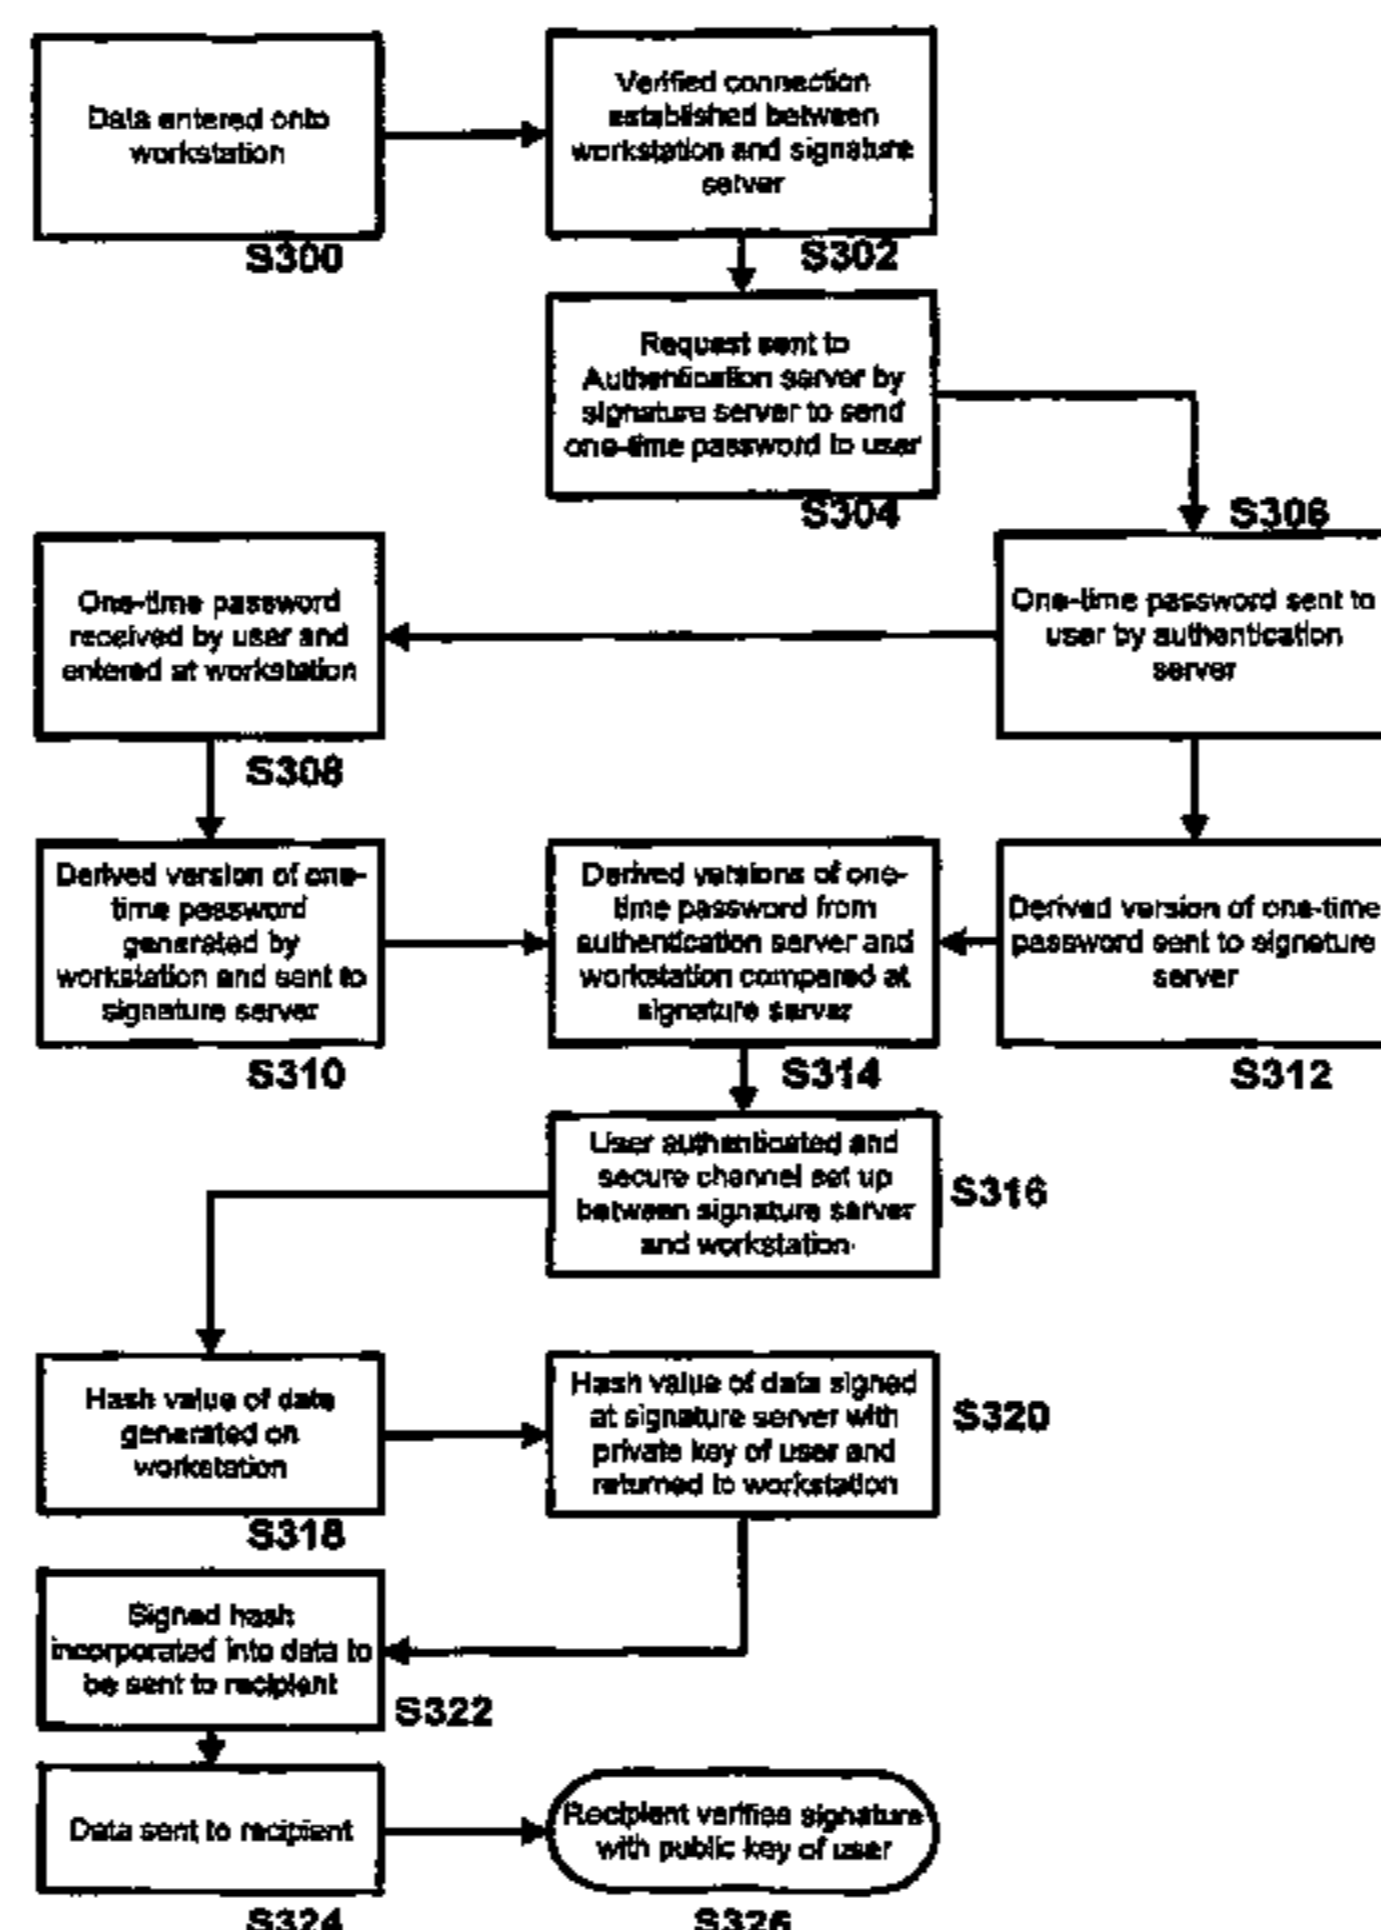 Data entered onto
workstation
S300
Verified connection
established between
workstation and signature
server
S302
Request sent to
Authentication server by
signature server to send
one-time password to user
S304
S306
One-time password sent to
user by authentication
server
One-time password
received by user and
entered at workstation
S308
Derived version of one-
time password
generated by
workstation and sent to
signature server
S310
Derived versions of one-
time password from
authentication server and
workstation compared at
signature server
S314
Derived version of one-time
password sent to signature
server
S312
User authenticated and
secure channel set up
between signature server
and workstation
S316
Hash value of data
generated on
workstation
S318
Hash value of data signed
at signature server with
private key of user and
returned to workstation
S320
Signed hash
incorporated into data to
be sent to recipient
S322
Data sent to recipient
S324
Recipient verifies signature
with public key of user
S326